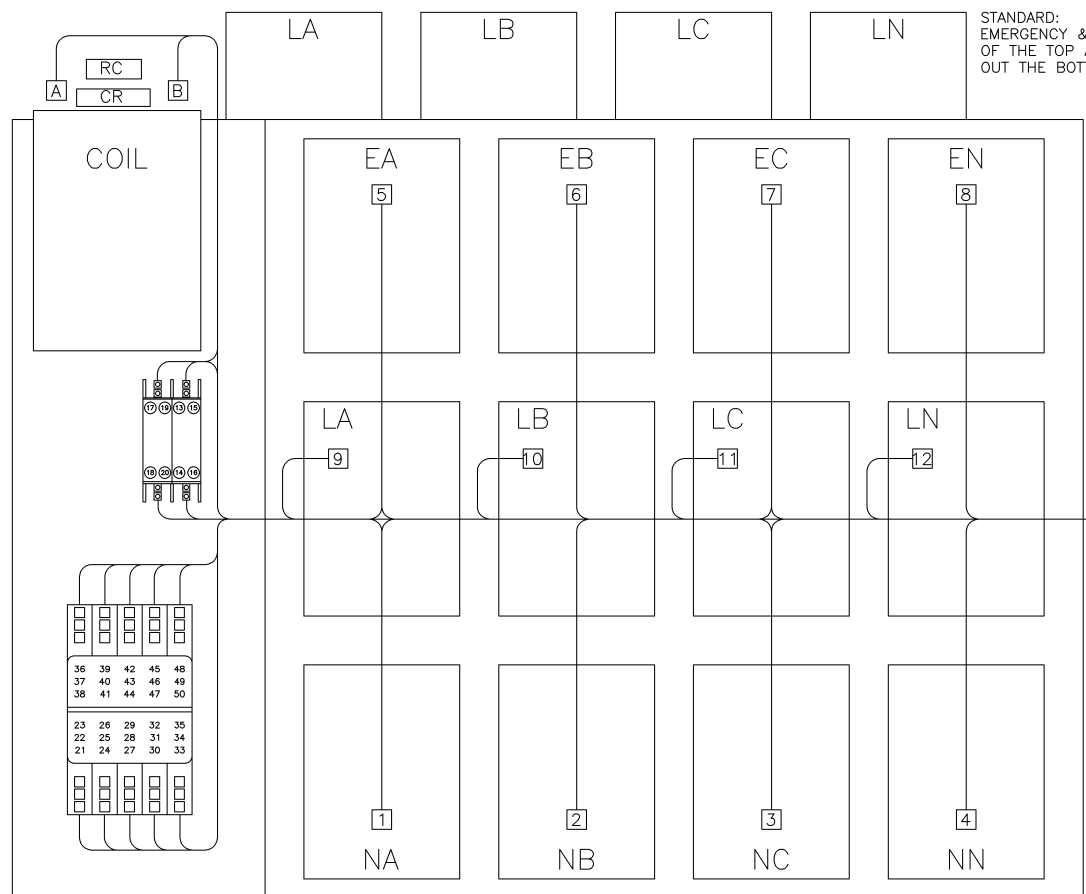 LA LB LC LN
STANDARD:
EMERGENCY &
OF THE TOP
OUT THE
RC
A B
CR
COIL
EA EB EC EN
5 6 7 8
17 19 13 15
LA LB LC LN
9 10 11 12
18 20 14 16
36 39 42 45 48
37 40 43 46 49
38 41 44 47 50
23 26 29 32 35
22 25 28 31 34
21 24 27 30 33
1 2 3 4
NA NB NC NN